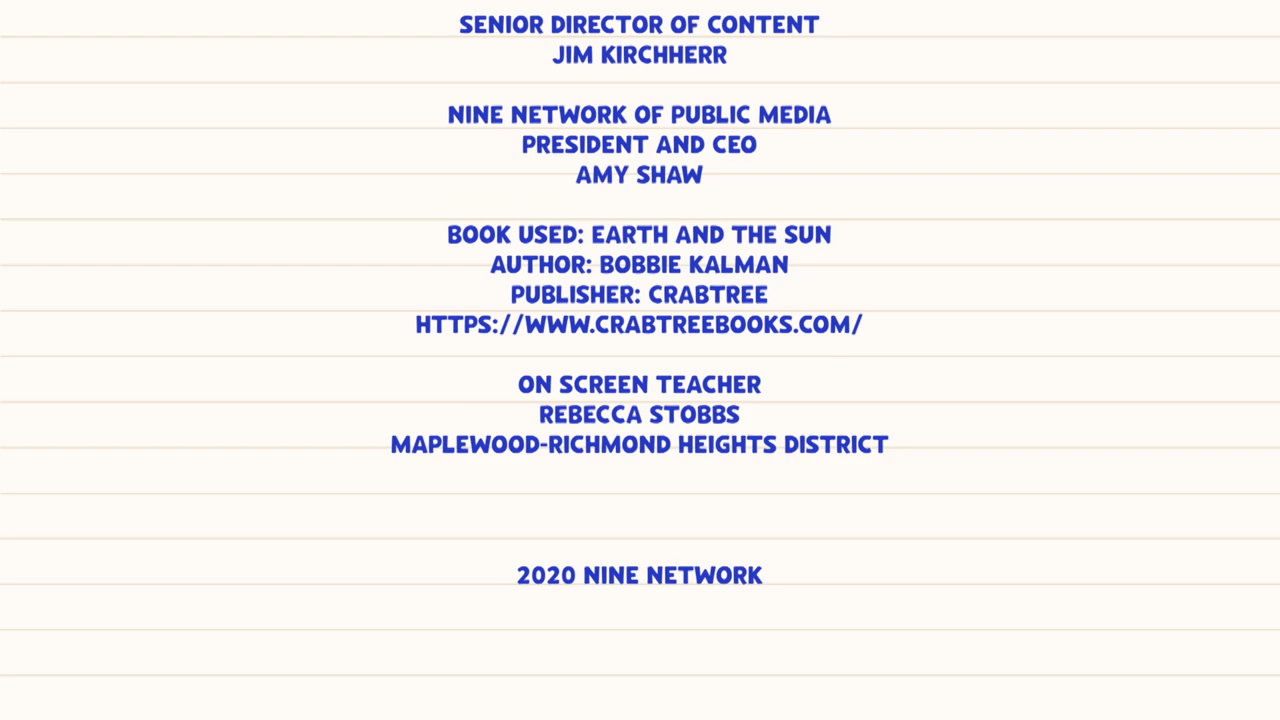 SENIOR DIRECTOR OF CONTENT
JIM KIRCHHERR
NINE NETWORK OF PUBLIC MEDIA
PRESIDENT AND CEO
AMY SHAW
BOOK USED: EARTH AND THE SUN
AUTHOR: BOBBIE KALMAN
PUBLISHER: CRABTREE
HTTPS://WWW.CRABTREEBOOKS.COM/
ON SCREEN TEACHER
REBECCA STOBBS
MAPLEWOOD-RICHMOND HEIGHTS DISTRICT
2020 NINE NETWORK